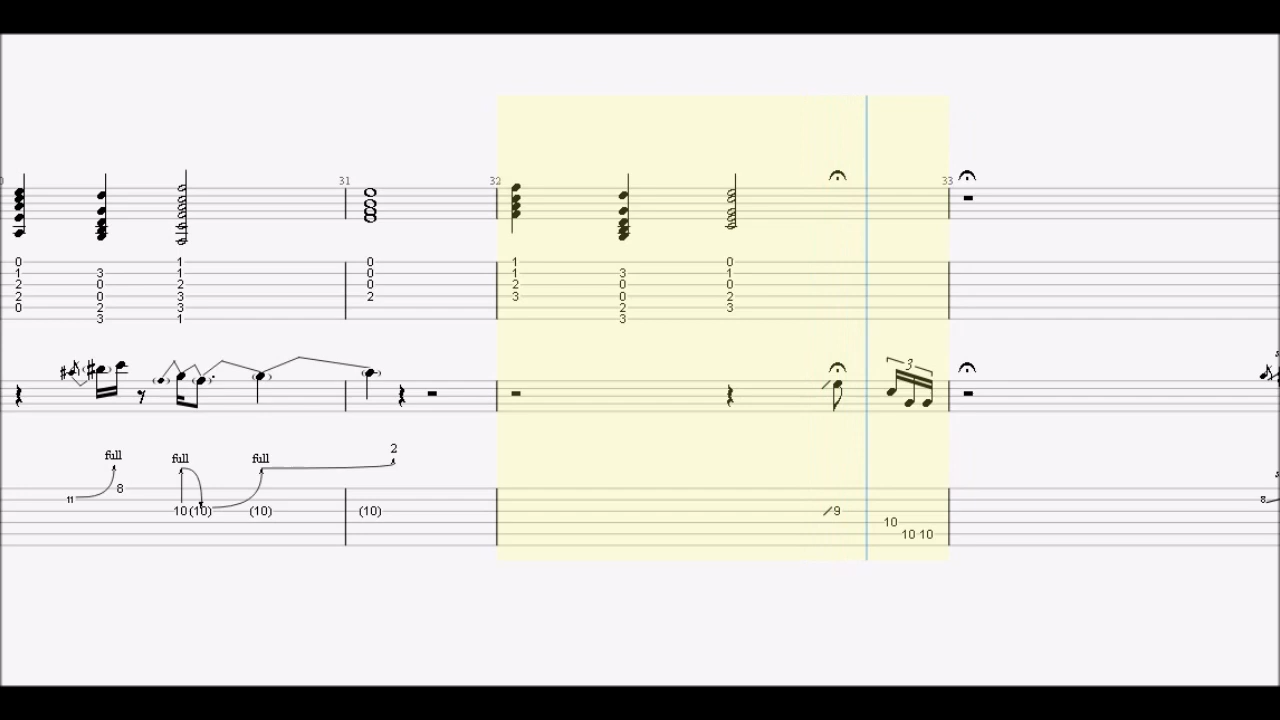 31 32 33
0 1 0 1 0
1 3 1 0 1 3 1
2 0 2 0 2 0 0
2 0 3 2 3 0 2
0 2 3 2 3
3 1 3
3
full full full 2
8
11 8
10 (10) (10) (10) 9
10
10 10